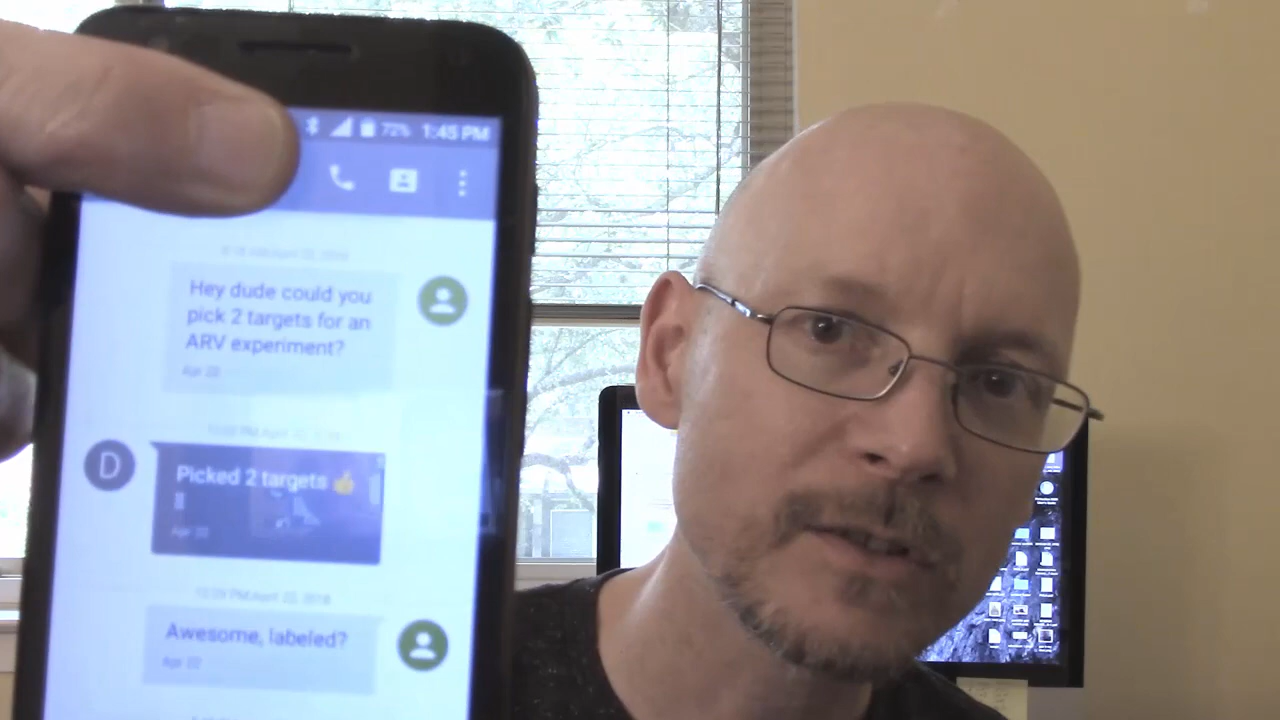 72% 1:45 PM
Hey dude could you
pick 2 targets for an
ARV experiment?
Apr 22
D
Picked 2 targets 👍
Apr 22
Awesome, labeled?
Apr 22